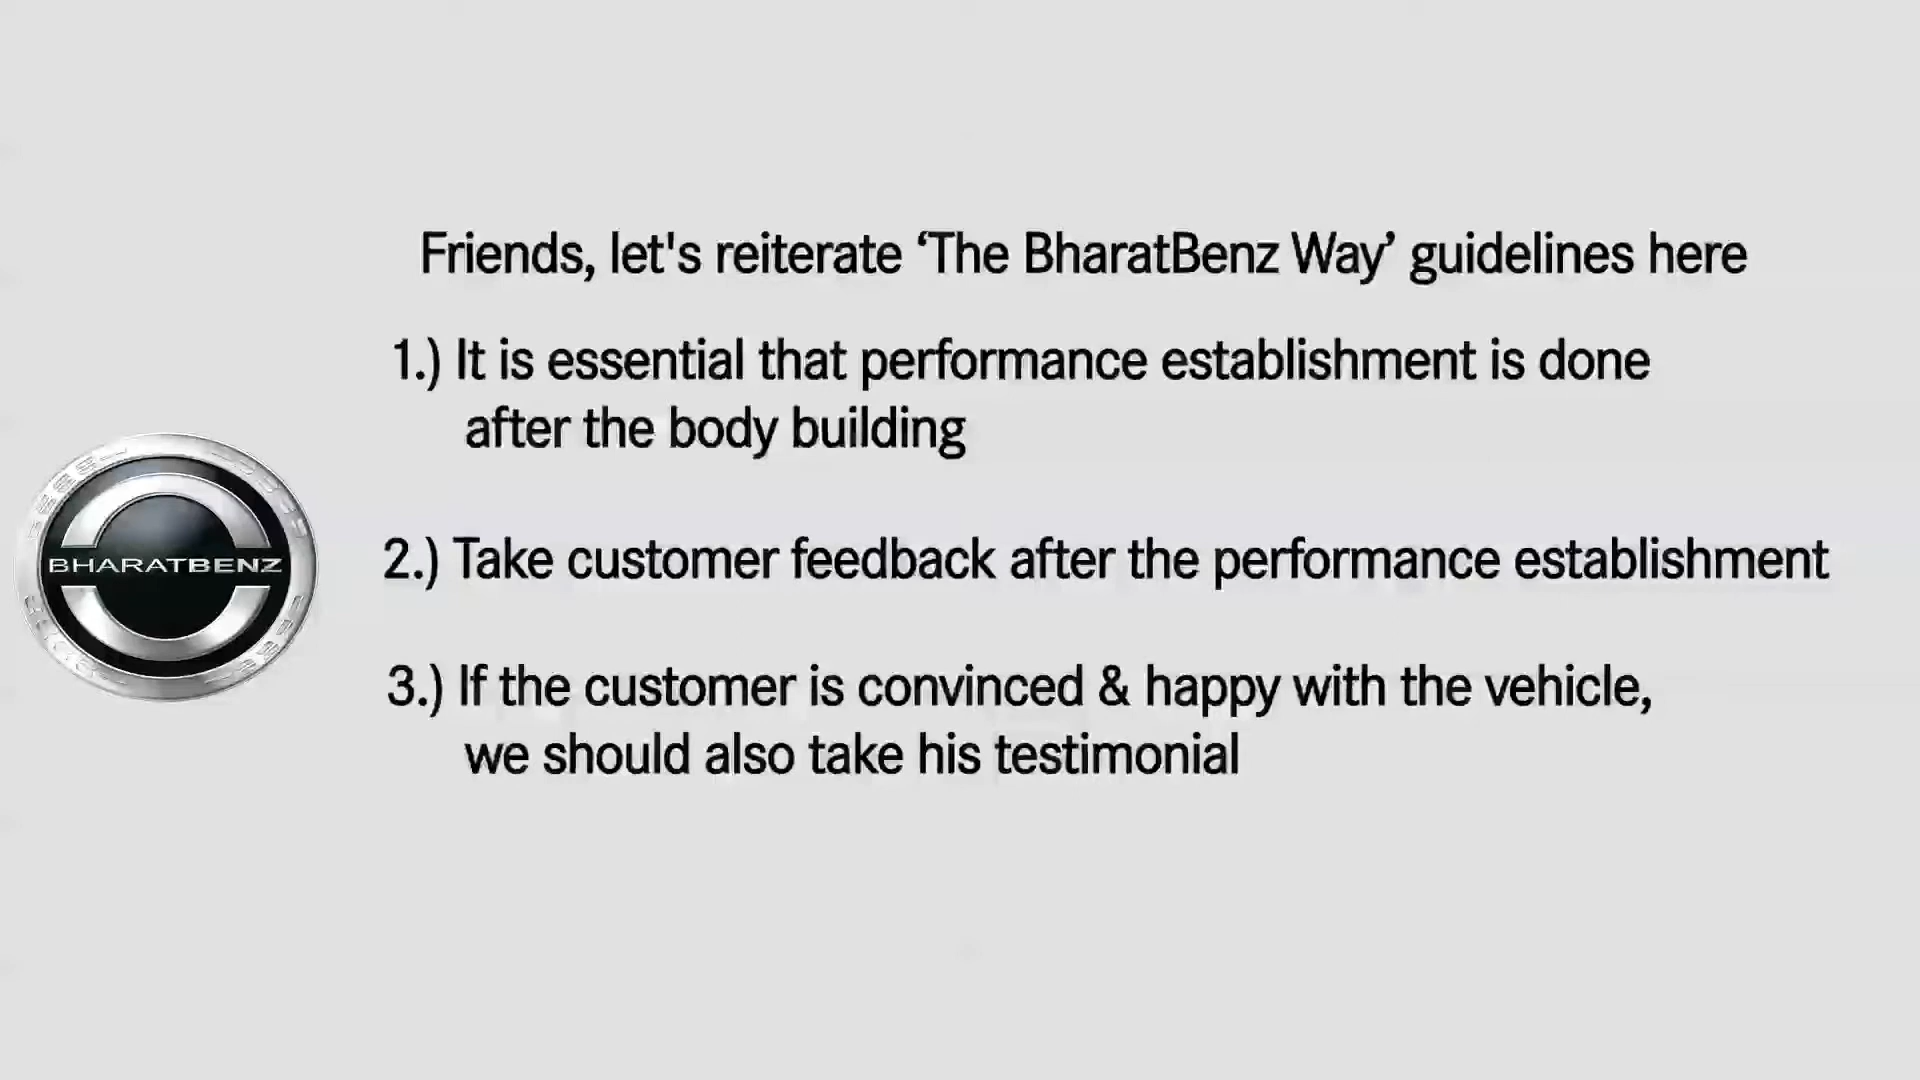 Friends, let's reiterate ‘The BharatBenz Way’ guidelines here
1.) It is essential that performance establishment is done
after the body building
BHARATBENZ
2.) Take customer feedback after the performance establishment
3.) If the customer is convinced & happy with the vehicle,
we should also take his testimonial